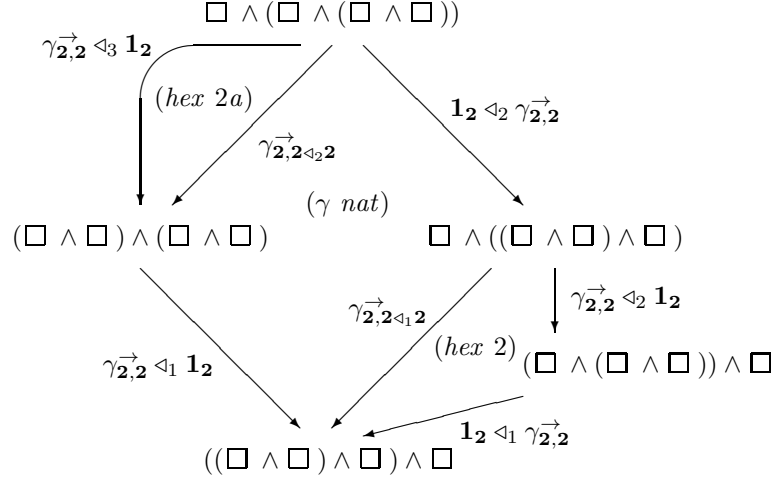 □ ∧ (□ ∧ (□ ∧ □))
γ→2,2 ◁3 12
(hex 2a)
12 ◁2 γ→2,2
γ→2,2◁22
(γ nat)
(□ ∧ □) ∧ (□ ∧ □)
□ ∧ ((□ ∧ □) ∧ □)
γ→2,2◁12
γ→2,2 ◁2 12
γ→2,2 ◁1 12
(hex 2)
(□ ∧ (□ ∧ □)) ∧ □
12 ◁1 γ→2,2
((□ ∧ □) ∧ □) ∧ □